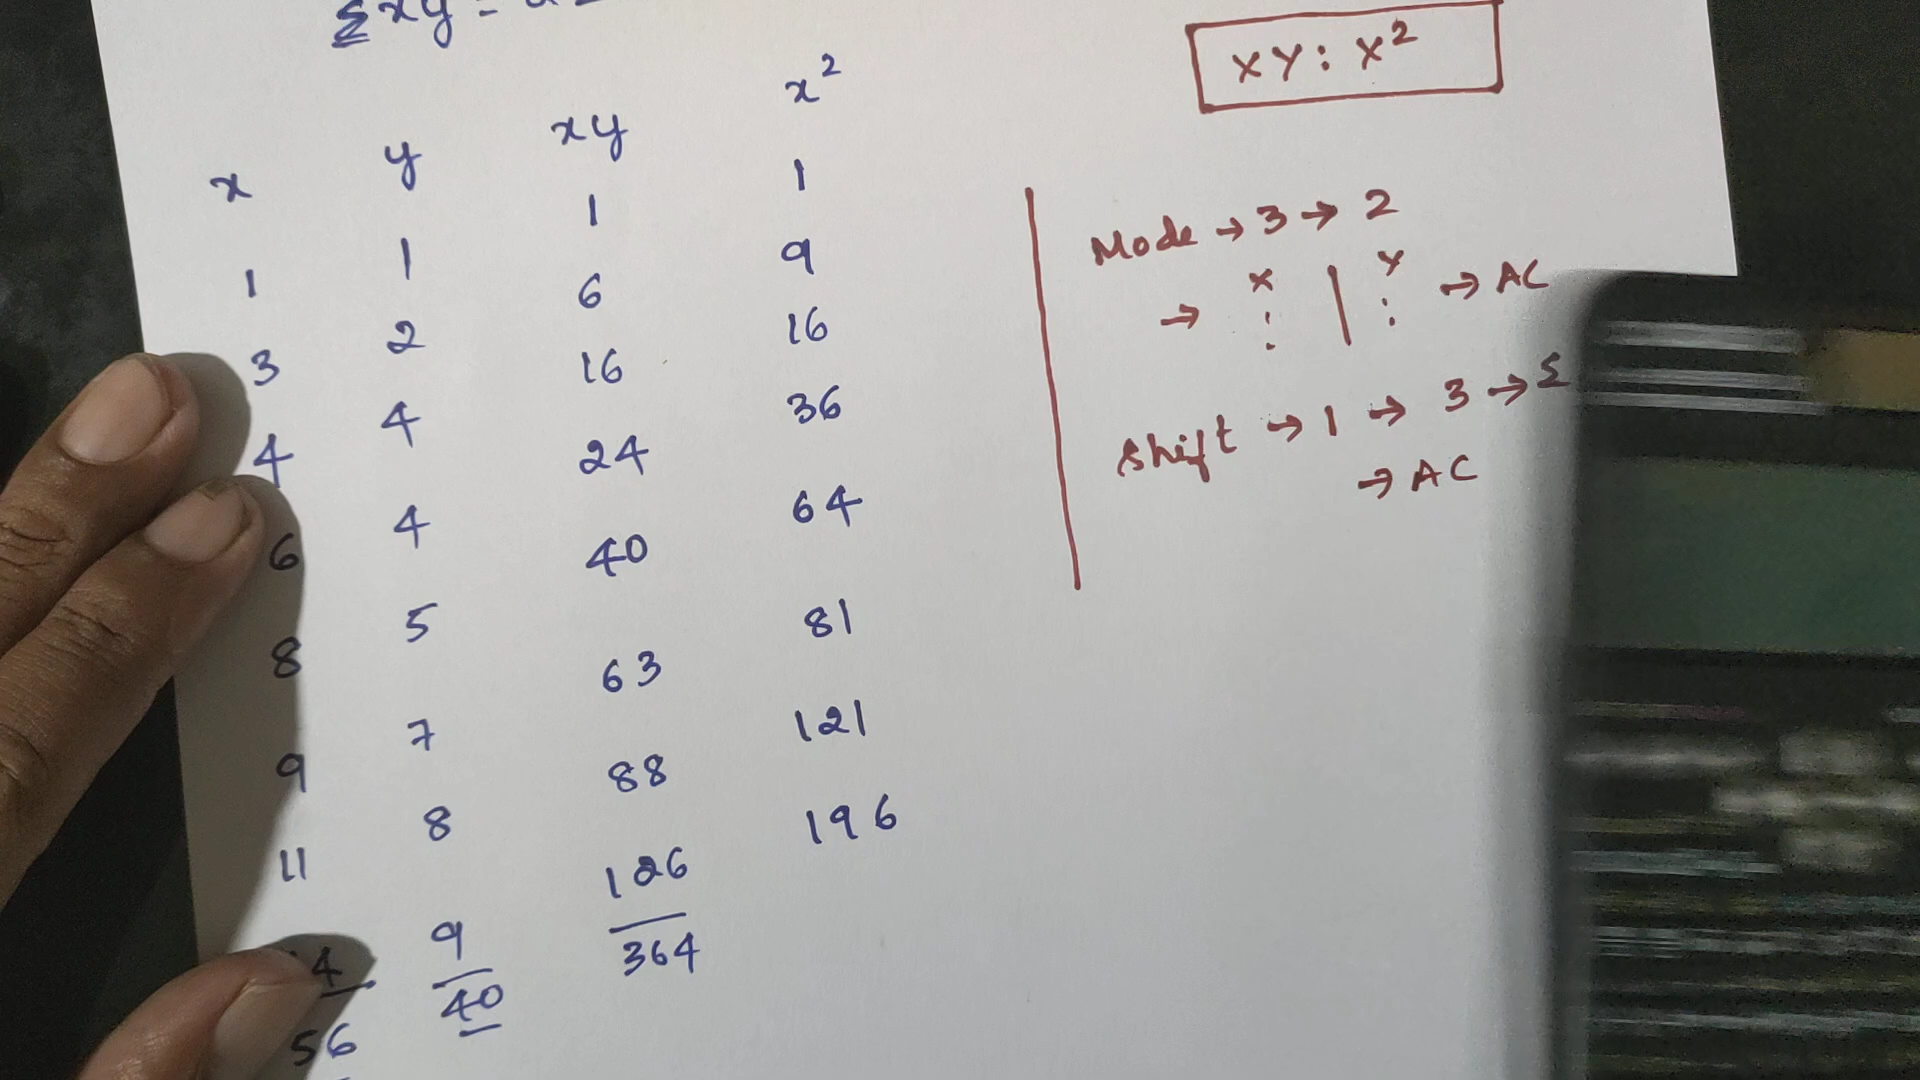 Σxy =
x y xy x²
1 1 1 1
3 2 6 9
4 4 16 16
6 4 24 36
8 5 40 64
9 7 63 81
11 8 88 121
4 9 126 196
56 40 364
XY: X²
Mode → 3 → 2
→ X | Y → AC
: :
Shift → 1 → 3 → Σ
→ AC